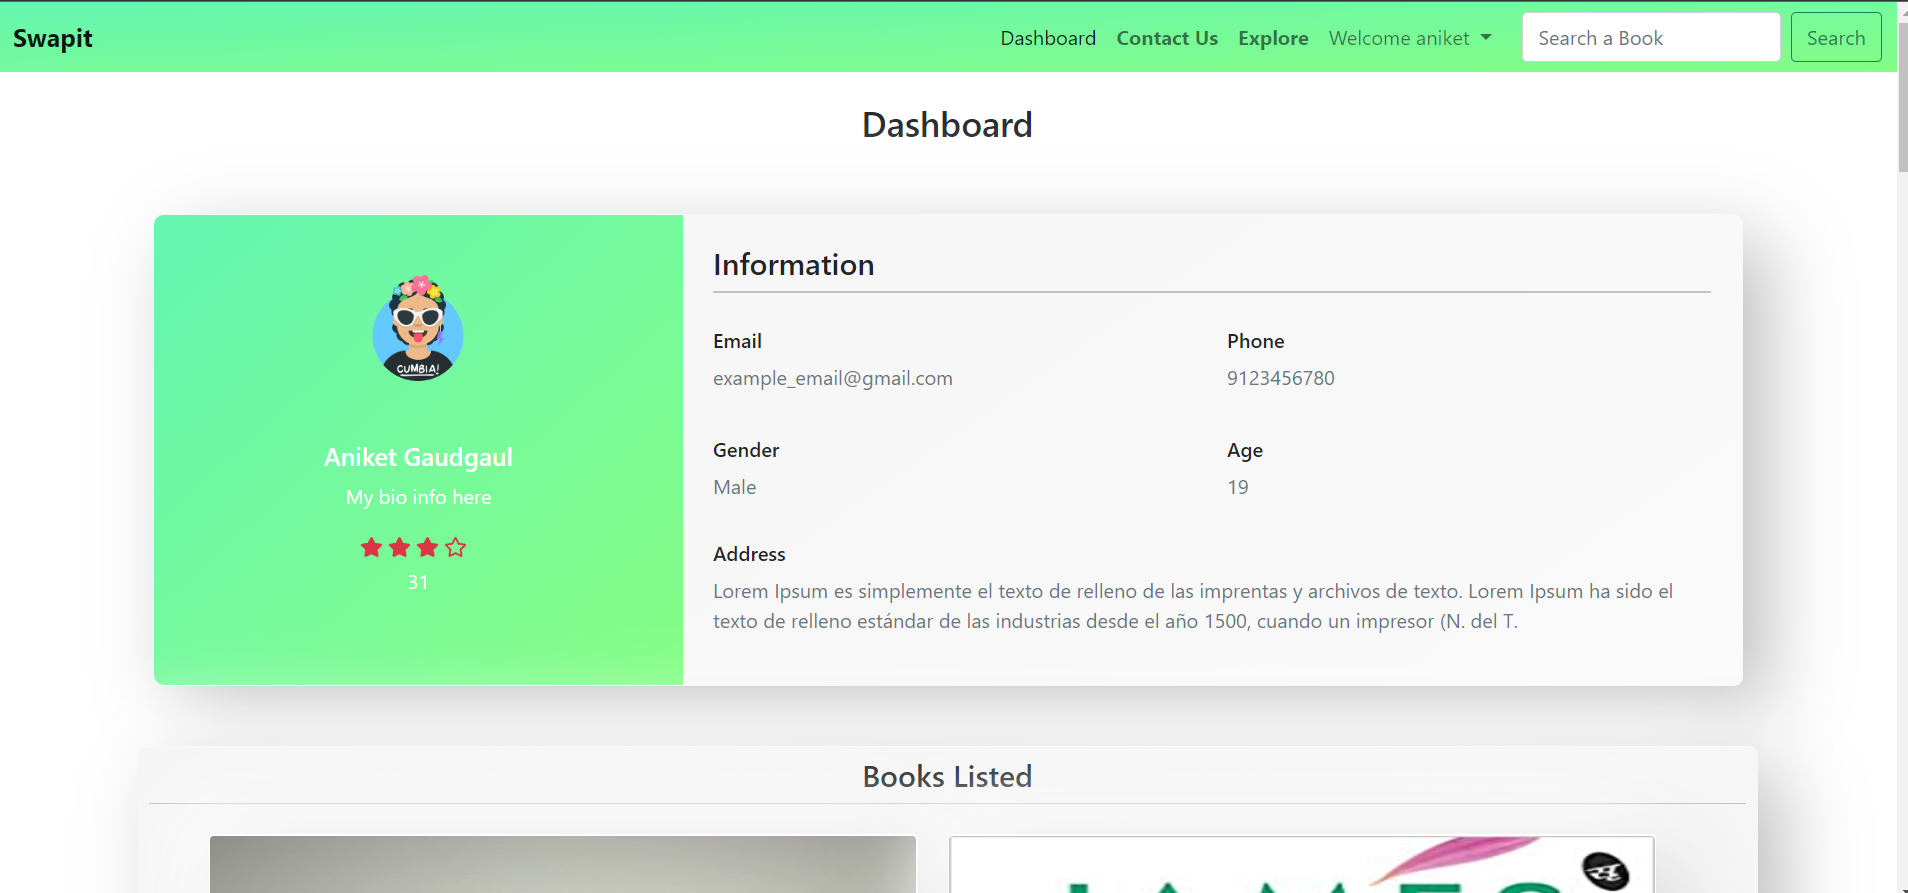 Swapit
Dashboard
Contact Us
Explore
Welcome aniket
Search a Book
Search
Dashboard
CUMBIA!
Aniket Gaudgaul
My bio info here
31
Information
Email
example_email@gmail.com
Phone
9123456780
Gender
Male
Age
19
Address
Lorem Ipsum es simplemente el texto de relleno de las imprentas y archivos de texto. Lorem Ipsum ha sido el
texto de relleno estándar de las industrias desde el año 1500, cuando un impresor (N. del T.
Books Listed